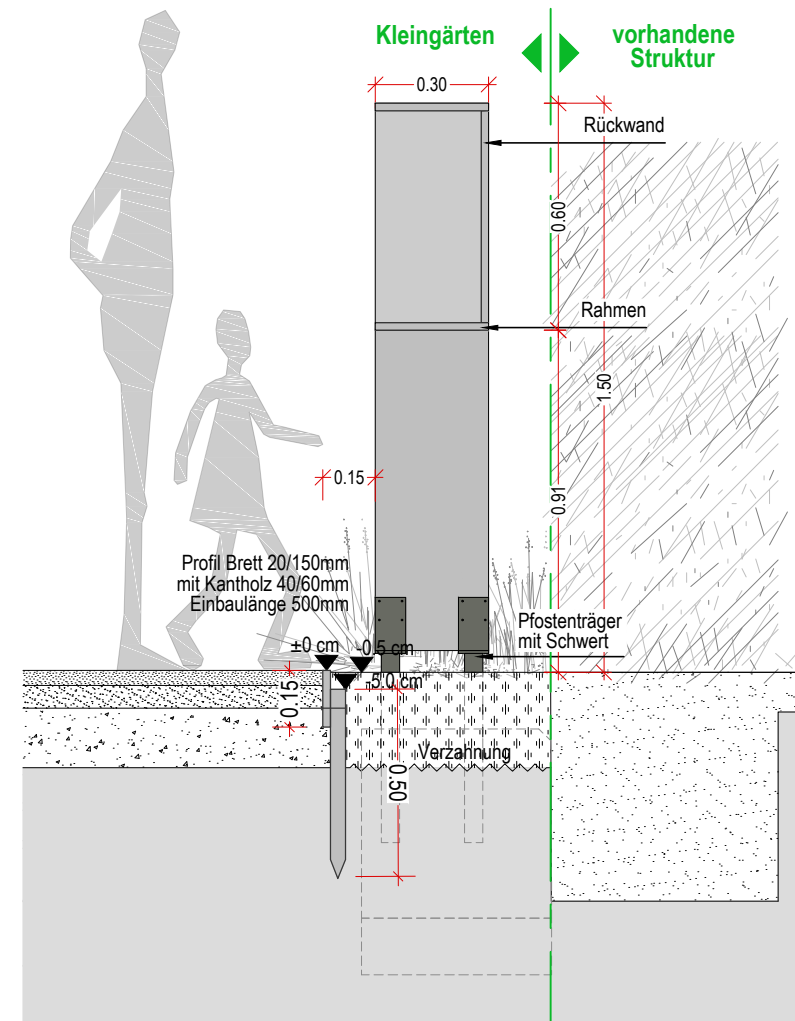 Kleingärten
vorhandene
Struktur
0.30
Rückwand
0.60
Rahmen
1.50
0.15
0.91
Profil Brett 20/150mm
mit Kantholz 40/60mm
Einbaulänge 500mm
Pfostenträger
mit Schwert
±0 cm
-0.5 cm
-5.0 cm
0.15
Verzahnung
0.50